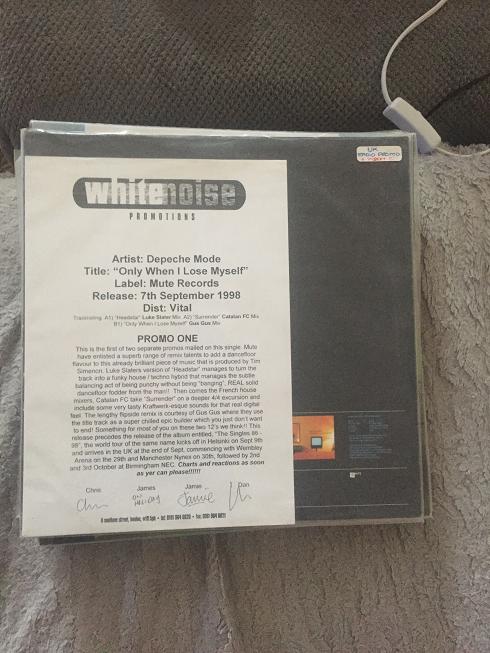 whitenoise
PROMOTIONS
UK
Artist: Depeche Mode
Title: "Only When I Lose Myself"
Label: Mute Records
Release: 7th September 1998
Dist: Vital
Tracklisting: A1) "Headstar" Luke Slater Mix A2) "Surrender" Catalan FC Mix
B1) "Only When I Lose Myself" Gus Gus Mix
PROMO ONE
This is the first of two separate promos mailed on this single. Mute
have enlisted a superb range of remix talents to add a dancefloor
flavour to this already brilliant piece of music that is produced by Tim
Simenon. Luke Slaters version of "Headstar" manages to turn the
track into a funky house / techno hybrid that manages the subtle
balancing act of being punchy without being "banging", REAL solid
dancefloor fodder from the man!! Then comes the French house
mixers, Catalan FC take "Surrender" on a deeper 4/4 excursion and
include some very tasty Kraftwerk-esque sounds for that real digital
feel. The lengthy flipside remix is courtesy of Gus Gus where they use
the title track as a super chilled epic builder which you just don't want
to end! Something for most of you on these two 12's we think!! This
release precedes the release of the album entitled, "The Singles 86 -
98", the world tour of the same name kicks off in Helsinki on Sept 9th
and arrives in the UK at the end of Sept, commencing with Wembley
Arena on the 29th and Manchester Nynex on 30th, followed by 2nd
and 3rd October at Birmingham NEC. Charts and reactions as soon
as yer can please!!!!!!!
Chris James Jamie Dan
Jamie